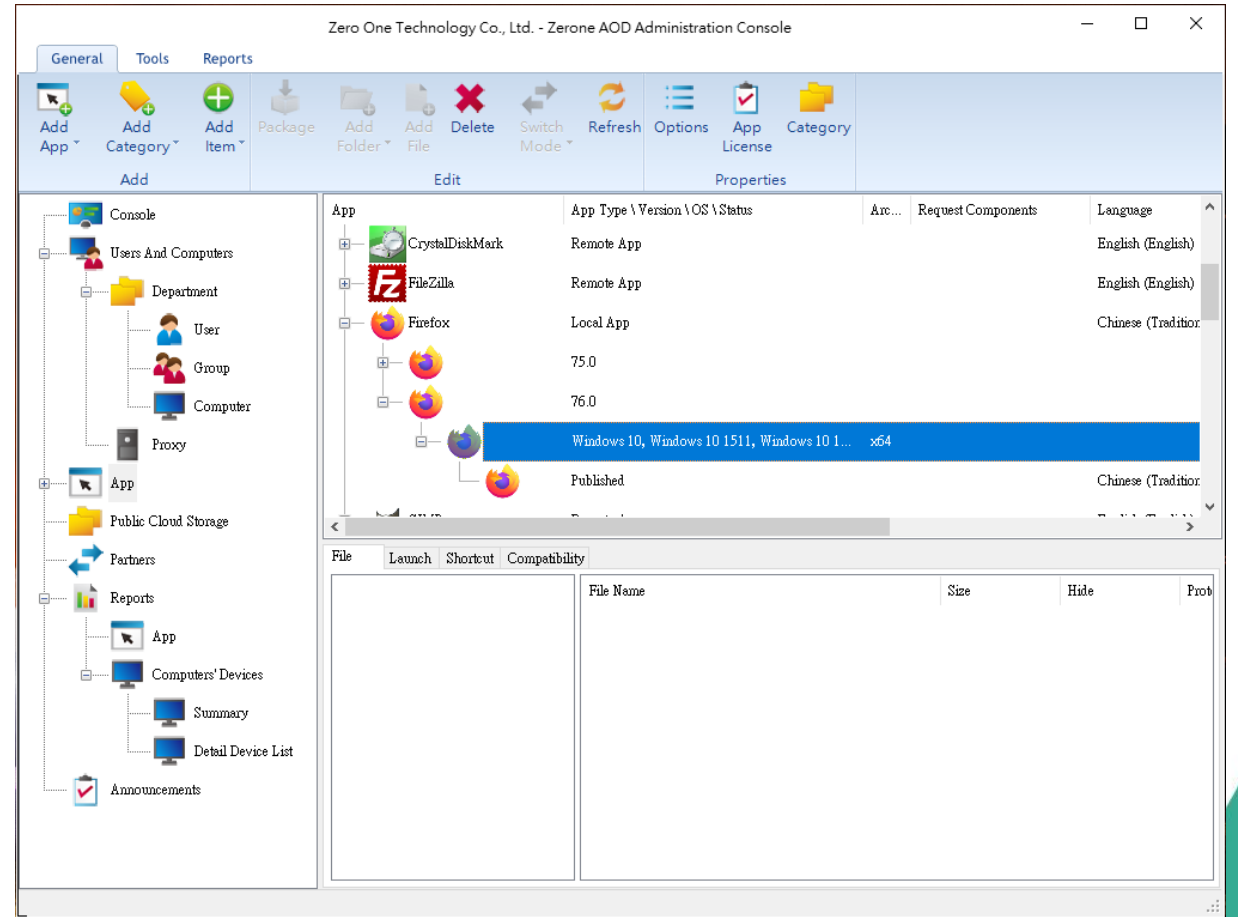 Zero One Technology Co., Ltd. - Zerone AOD Administration Console
General Tools Reports
Add App
Add Category
Add Item
Package
Add Folder
Add File
Delete
Switch Mode
Refresh
Options
App License
Category
Add Edit Properties
Console
Users And Computers
Department
User
Group
Computer
Proxy
App
Public Cloud Storage
Partners
Reports
App
Computers' Devices
Summary
Detail Device List
Announcements
App App Type \ Version \ OS \ Status Arc... Request Components Language
CrystalDiskMark Remote App English (English)
FileZilla Remote App English (English)
Firefox Local App Chinese (Tradition
75.0
76.0
Windows 10, Windows 10 1511, Windows 10 1... x64
Published Chinese (Tradition
File Launch Shortcut Compatibility
File Name Size Hide Prote